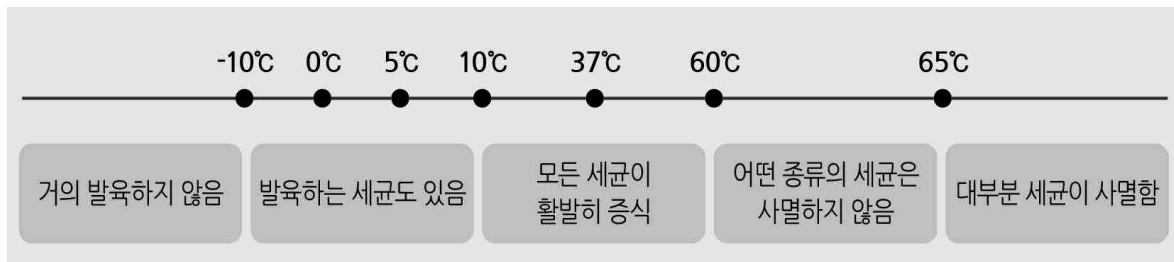 -10℃ 0℃ 5℃ 10℃ 37℃ 60℃ 65℃
거의 발육하지 않음
발육하는 세균도 있음
모든 세균이
활발히 증식
어떤 종류의 세균은
사멸하지 않음
대부분 세균이 사멸함